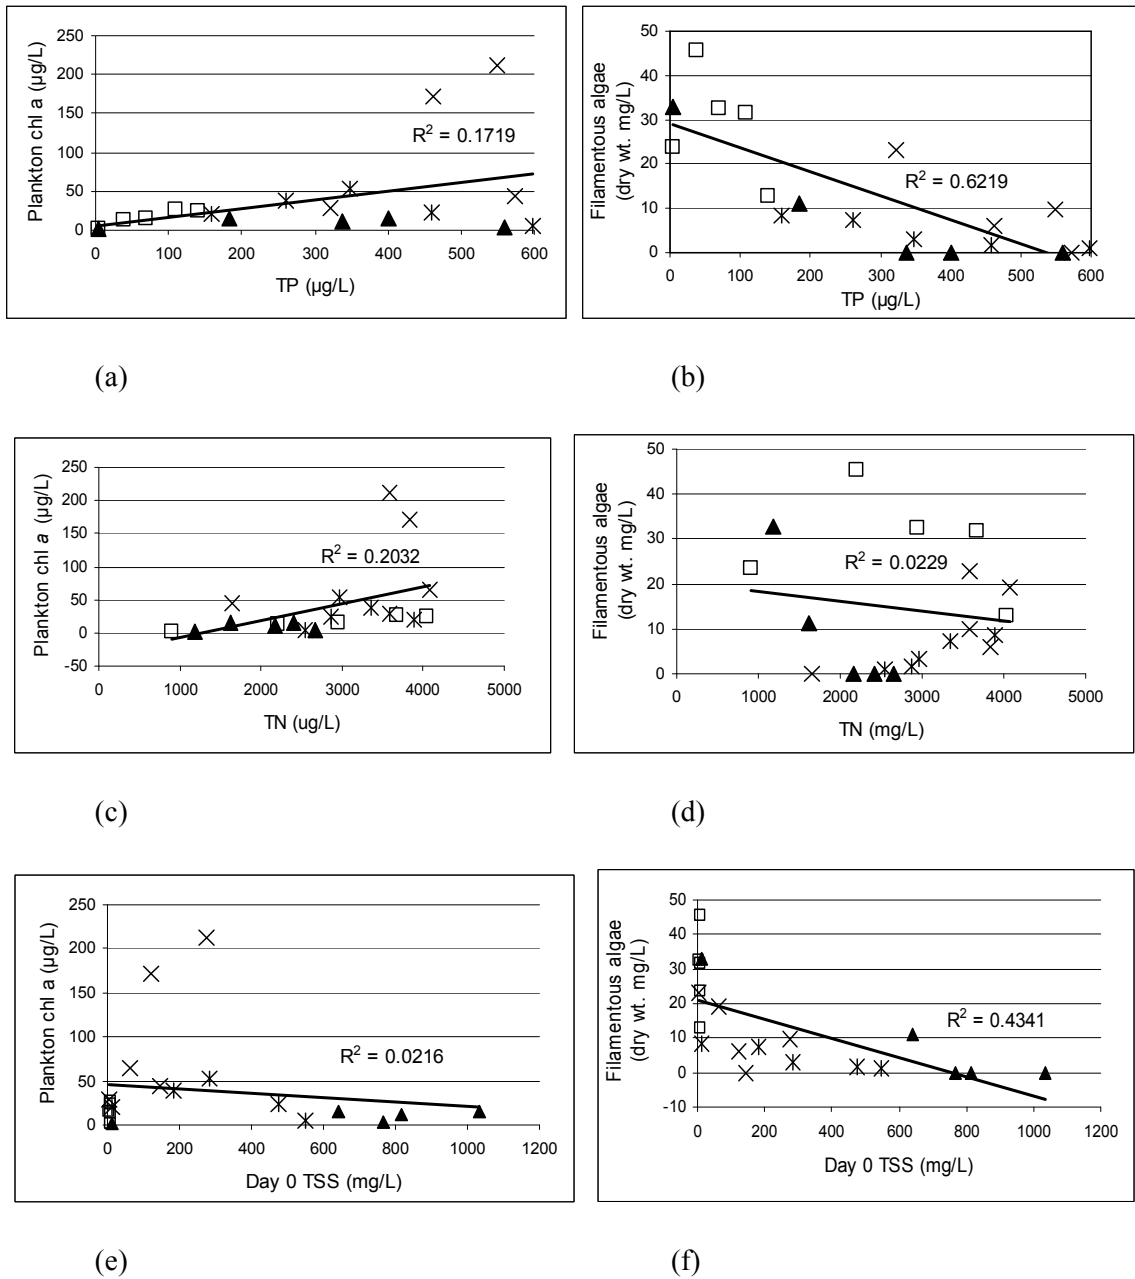 250
200
150
100
50
0
Plankton chl a (µg/L)
R² = 0.1719
0 100 200 300 400 500 600
TP (µg/L)
50
40
30
20
10
0
Filamentous algae
(dry wt. mg/L)
R² = 0.6219
0 100 200 300 400 500 600
TP (µg/L)
(a)
(b)
250
200
150
100
50
0
-50
Plankton chl a (µg/L)
R² = 0.2032
0 1000 2000 3000 4000 5000
TN (ug/L)
50
40
30
20
10
0
Filamentous algae
(dry wt. mg/L)
R² = 0.0229
0 1000 2000 3000 4000 5000
TN (mg/L)
(c)
(d)
250
200
150
100
50
0
Plankton chl a (µg/L)
R² = 0.0216
0 200 400 600 800 1000 1200
Day 0 TSS (mg/L)
50
40
30
20
10
0
-10
Filamentous algae
(dry wt. mg/L)
R² = 0.4341
0 200 400 600 800 1000 1200
Day 0 TSS (mg/L)
(e)
(f)